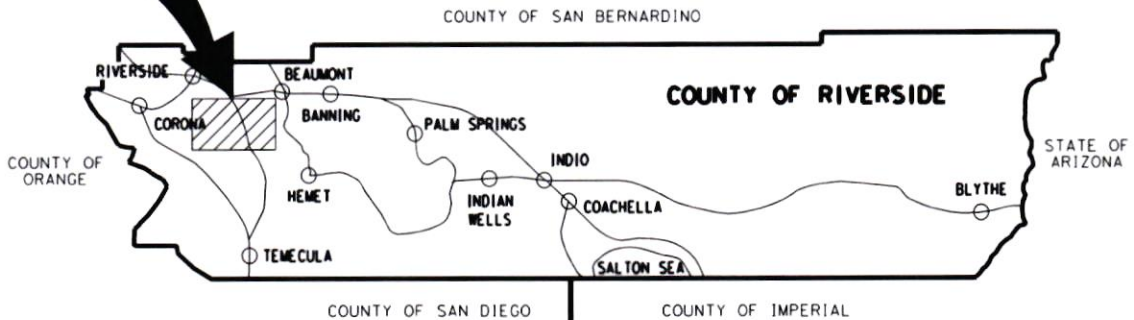 COUNTY OF SAN BERNARDINO
RIVERSIDE
BEAUMONT
COUNTY OF RIVERSIDE
CORONA
BANNING
PALM SPRINGS
COUNTY OF
ORANGE
STATE OF
ARIZONA
INDIO
HEMET
INDIAN
WELLS
COACHELLA
BLYTHE
TEMECULA
SALTON SEA
COUNTY OF SAN DIEGO
COUNTY OF IMPERIAL